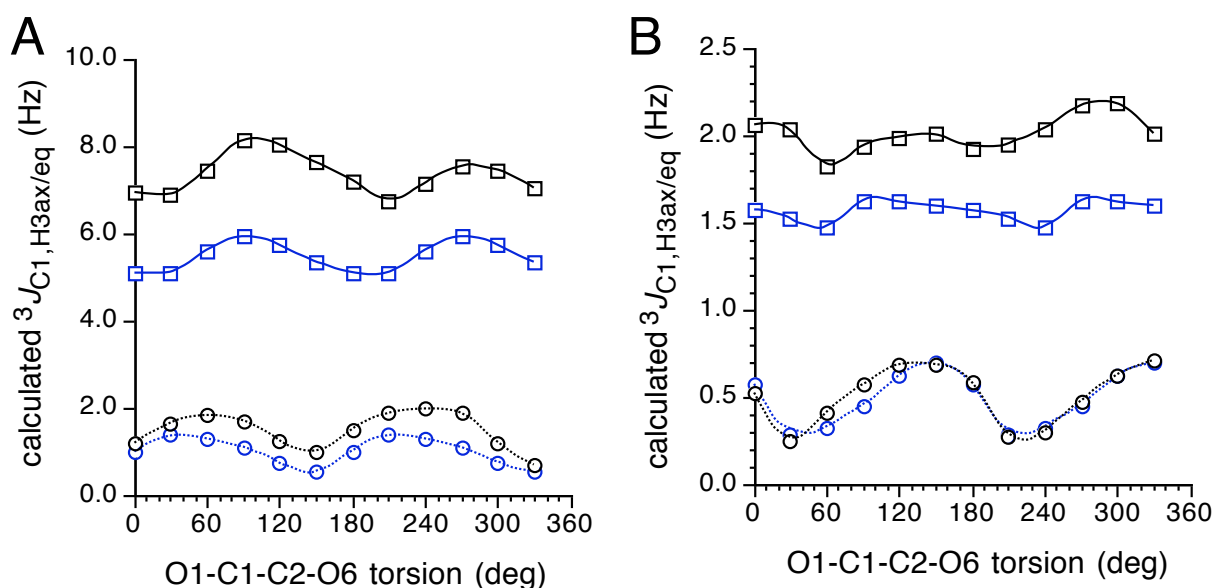 A
calculated ³J_C1,H3ax/eq (Hz)
10.0
8.0
6.0
4.0
2.0
0.0
0 60 120 180 240 300 360
O1-C1-C2-O6 torsion (deg)
B
calculated ³J_C1,H3ax/eq (Hz)
2.5
2.0
1.5
1.0
0.5
0.0
0 60 120 180 240 300 360
O1-C1-C2-O6 torsion (deg)